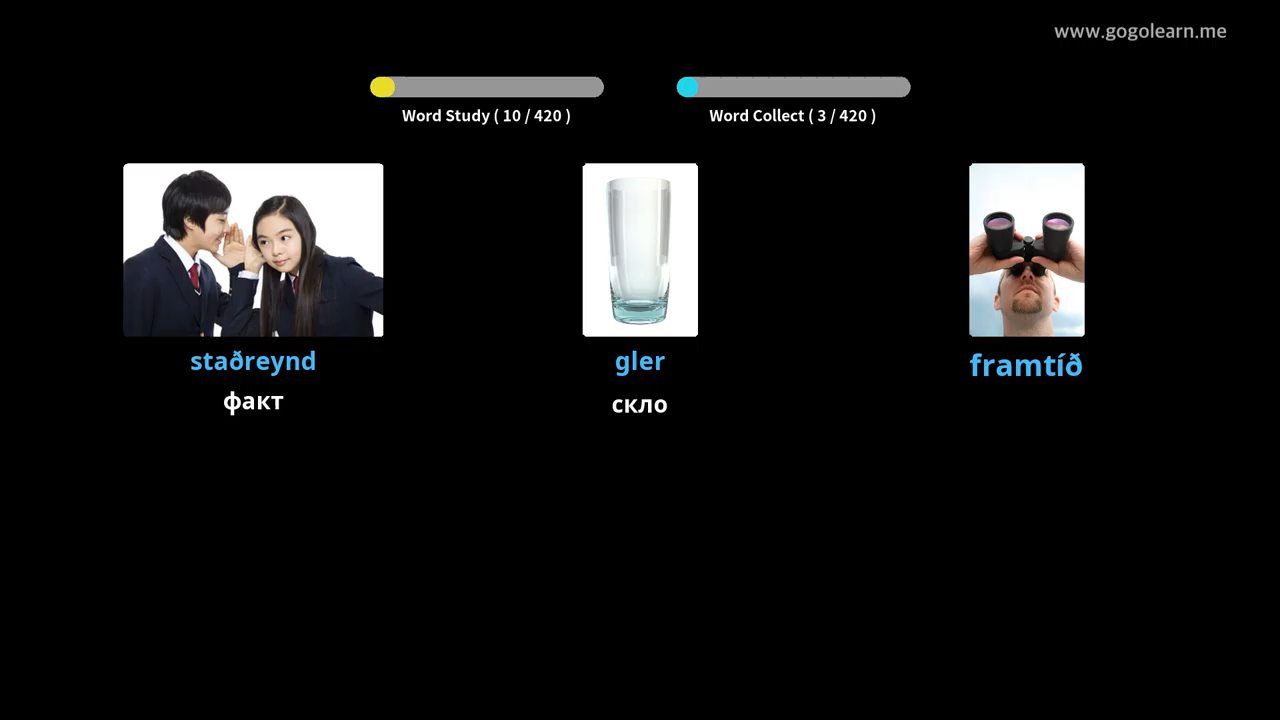 www.gogolearn.me
Word Study ( 10 / 420 )
Word Collect ( 3 / 420 )
staðreynd
факт
gler
скло
framtíð